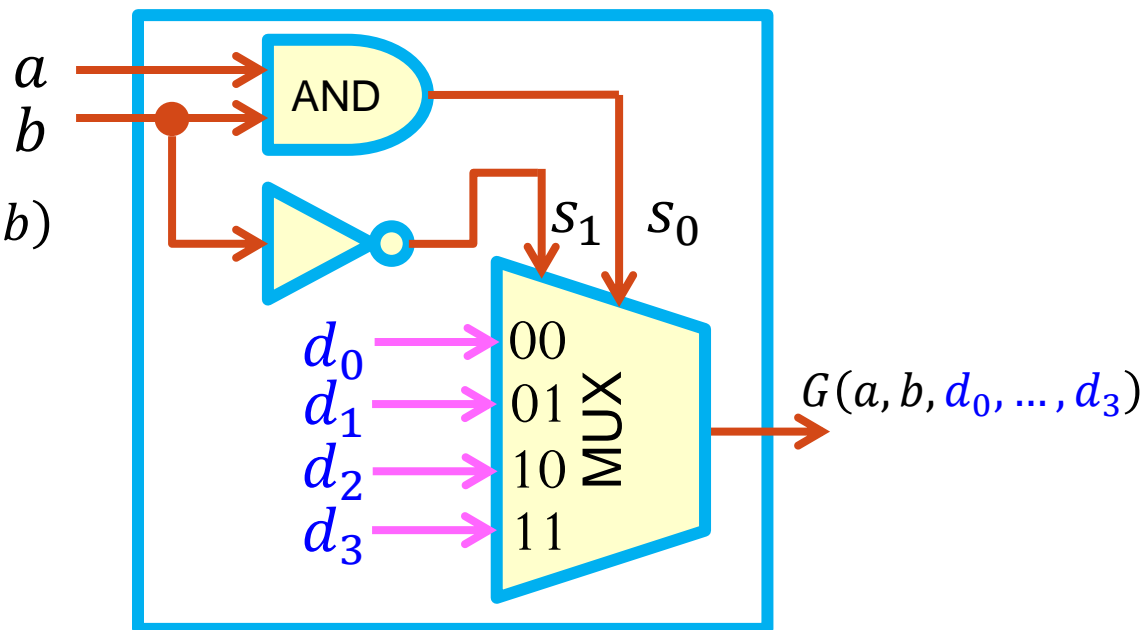 a
AND
b
b)
s₁
s₀
d₀
00
d₁
01
d₂
10
d₃
11
MUX
G(a, b, d₀, … , d₃)